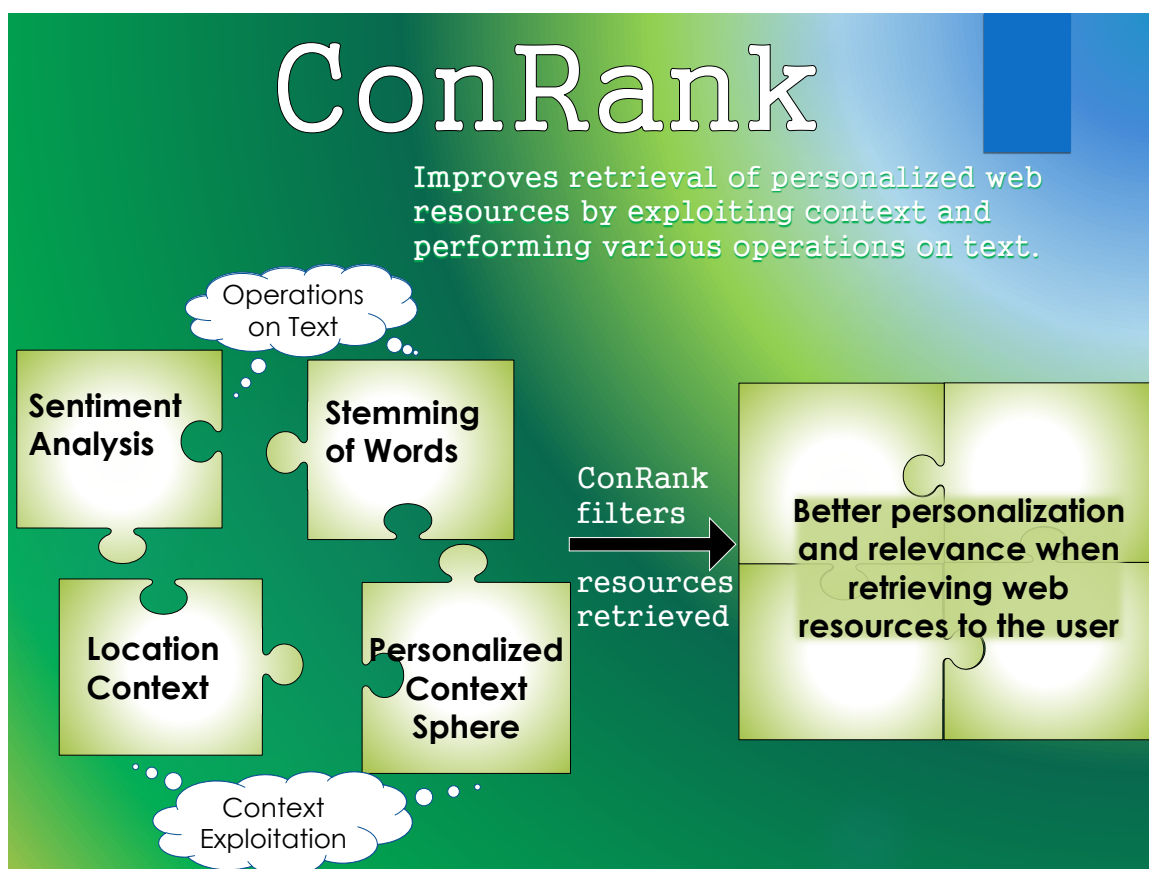 ConRank
Improves retrieval of personalized web
resources by exploiting context and
performing various operations on text.
Operations
on Text
Sentiment
Analysis
Stemming
of Words
Location
Context
Personalized
Context
Sphere
Context
Exploitation
ConRank
filters
resources
retrieved
Better personalization
and relevance when
retrieving web
resources to the user